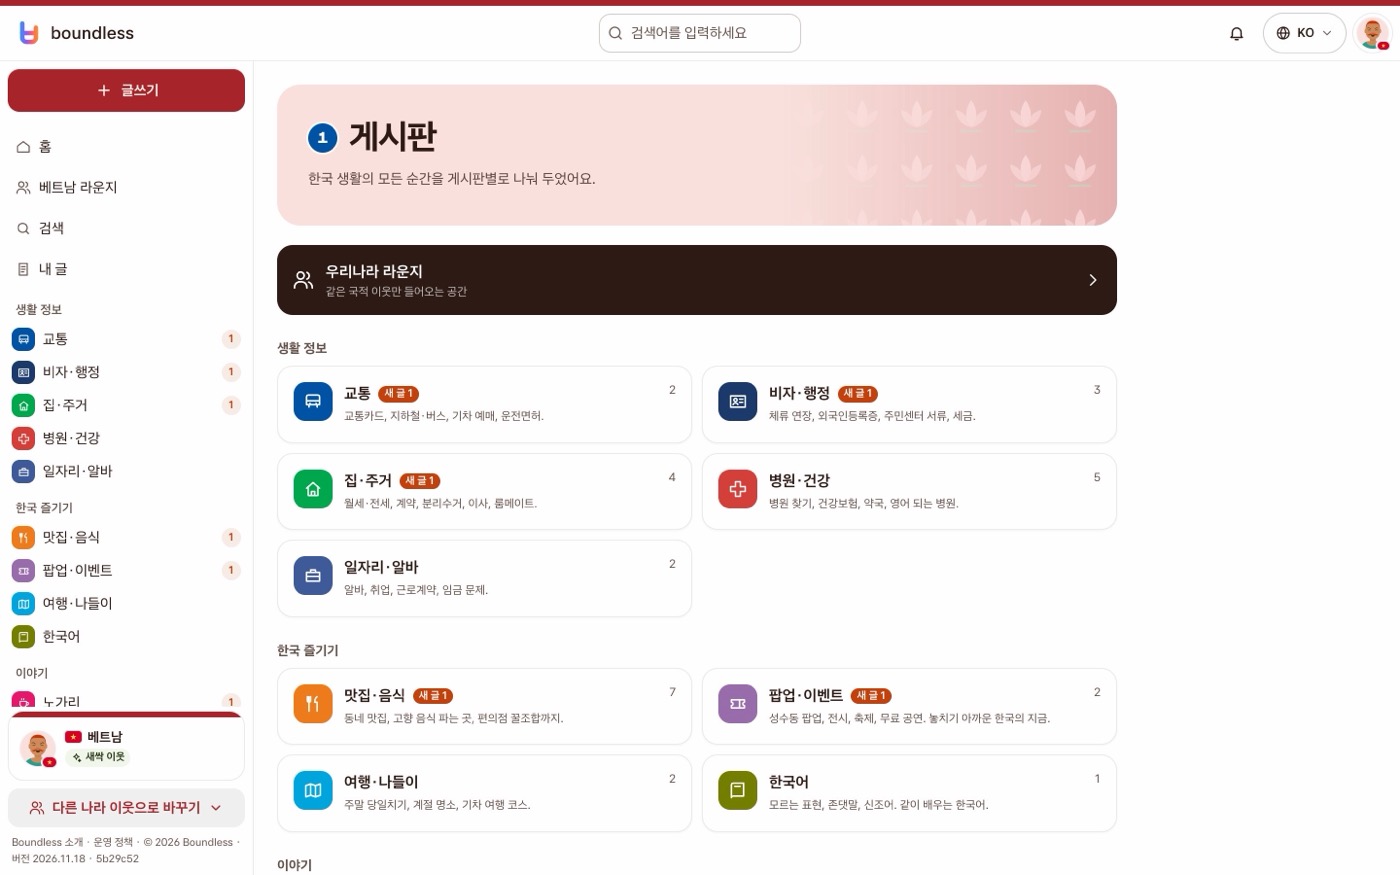 boundless
검색어를 입력하세요
KO
글쓰기
홈
베트남 라운지
검색
내 글
생활 정보
교통 1
비자·행정 1
집·주거 1
병원·건강
일자리·알바
한국 즐기기
맛집·음식 1
팝업·이벤트 1
여행·나들이
한국어
이야기
노가리 1
베트남
새싹 이웃
다른 나라 이웃으로 바꾸기
Boundless 소개 · 운영 정책 · © 2026 Boundless ·
버전 2026.11.18 · 5b29c52
1 게시판
한국 생활의 모든 순간을 게시판별로 나눠 두었어요.
우리나라 라운지
같은 국적 이웃만 들어오는 공간
생활 정보
교통 새 글 1 2
교통카드, 지하철·버스, 기차 예매, 운전면허.
비자·행정 새 글 1 3
체류 연장, 외국인등록증, 주민센터 서류, 세금.
집·주거 새 글 1 4
월세·전세, 계약, 분리수거, 이사, 룸메이트.
병원·건강 5
병원 찾기, 건강보험, 약국, 영어 되는 병원.
일자리·알바 2
알바, 취업, 근로계약, 임금 문제.
한국 즐기기
맛집·음식 새 글 1 7
동네 맛집, 고향 음식 파는 곳, 편의점 꿀조합까지.
팝업·이벤트 새 글 1 2
성수동 팝업, 전시, 축제, 무료 공연. 놓치기 아까운 한국의 지금.
여행·나들이 2
주말 당일치기, 계절 명소, 기차 여행 코스.
한국어 1
모르는 표현, 존댓말, 신조어. 같이 배우는 한국어.
이야기